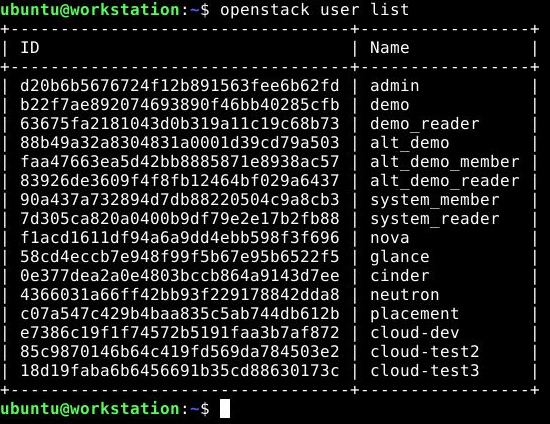 ubuntu@workstation:~$ openstack user list
+----------------------------------+-----------------+
| ID                               | Name            |
+----------------------------------+-----------------+
| d20b6b5676724f12b891563fee6b62fd | admin           |
| b22f7ae892074693890f46bb40285cfb | demo            |
| 63675fa2181043d0b319a11c19c68b73 | demo_reader     |
| 88b49a32a8304831a0001d39cd79a503 | alt_demo        |
| faa47663ea5d42bb8885871e8938ac57 | alt_demo_member |
| 83926de3609f4f8fb12464bf029a6437 | alt_demo_reader |
| 90a437a732894d7db88220504c9a8cb3 | system_member   |
| 7d305ca820a0400b9df79e2e17b2fb88 | system_reader   |
| f1acd1611df94a6a9dd4ebb598f3f696 | nova            |
| 58cd4eccb7e948f99f5b67e95b6522f5 | glance          |
| 0e377dea2a0e4803bccb864a9143d7ee | cinder          |
| 4366031a66ff42bb93f229178842dda8 | neutron         |
| c07a547c429b4baa835c5ab744db612b | placement       |
| e7386c19f1f74572b5191faa3b7af872 | cloud-dev       |
| 85c9870146b64c419fd569da784503e2 | cloud-test2     |
| 18d19faba6b6456691b35cd88630173c | cloud-test3     |
+----------------------------------+-----------------+
ubuntu@workstation:~$